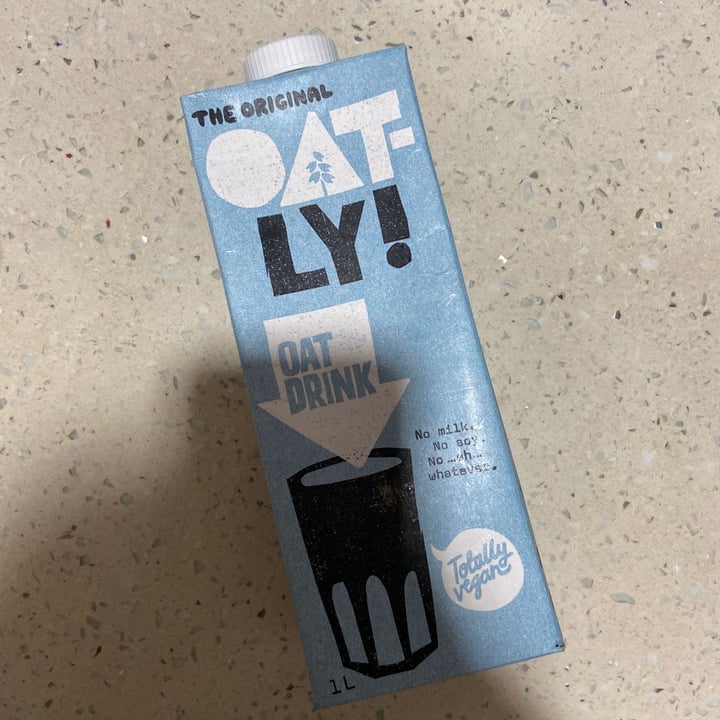 THE ORIGINAL
OAT-
LY!
OAT
DRINK
No milk.
No soy.
No ...eh...
whatever.
Totally
vegan
1L